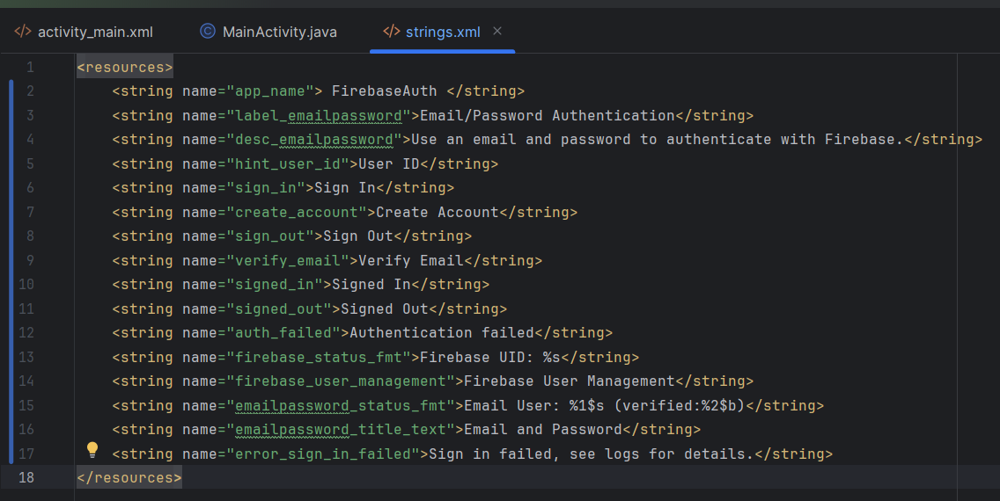 activity_main.xml MainActivity.java strings.xml
1 <resources>
2 <string name="app_name"> FirebaseAuth </string>
3 <string name="label_emailpassword">Email/Password Authentication</string>
4 <string name="desc_emailpassword">Use an email and password to authenticate with Firebase.</string>
5 <string name="hint_user_id">User ID</string>
6 <string name="sign_in">Sign In</string>
7 <string name="create_account">Create Account</string>
8 <string name="sign_out">Sign Out</string>
9 <string name="verify_email">Verify Email</string>
10 <string name="signed_in">Signed In</string>
11 <string name="signed_out">Signed Out</string>
12 <string name="auth_failed">Authentication failed</string>
13 <string name="firebase_status_fmt">Firebase UID: %s</string>
14 <string name="firebase_user_management">Firebase User Management</string>
15 <string name="emailpassword_status_fmt">Email User: %1$s (verified:%2$b)</string>
16 <string name="emailpassword_title_text">Email and Password</string>
17 <string name="error_sign_in_failed">Sign in failed, see logs for details.</string>
18 </resources>